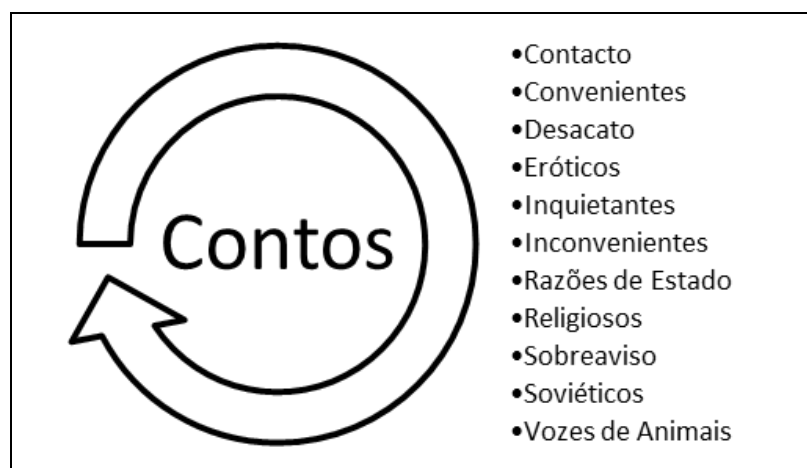 Contos
•Contacto
•Convenientes
•Desacato
•Eróticos
•Inquietantes
•Inconvenientes
•Razões de Estado
•Religiosos
•Sobreaviso
•Soviéticos
•Vozes de Animais